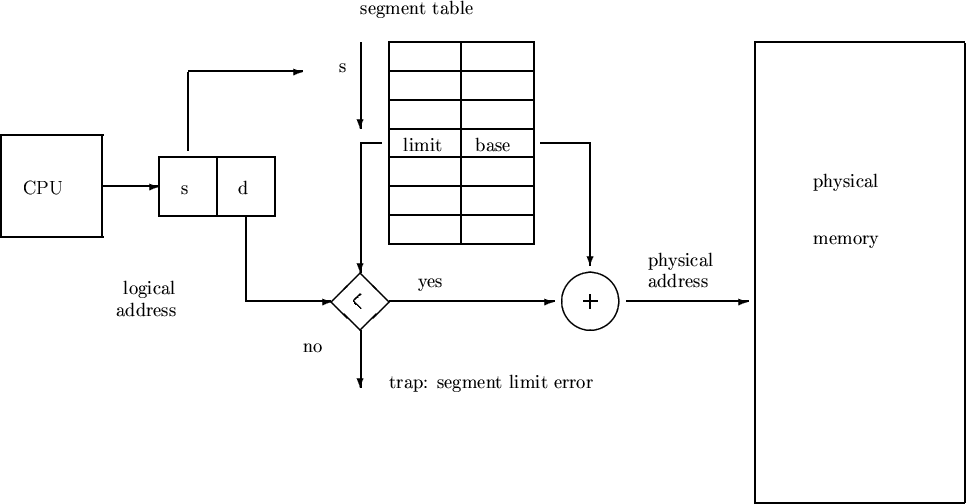 segment table
s
limit base
CPU
s d
physical
memory
logical
address
yes
physical
address
<
+
no
trap: segment limit error